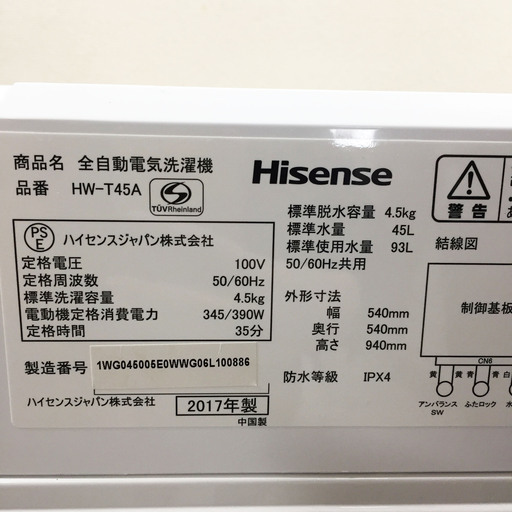 商品名 全自動電気洗濯機
品番 HW-T45A
TÜVRheinland
Hisense
PS
E
ハイセンスジャパン株式会社
定格電圧 100V
定格周波数 50/60Hz
標準洗濯容量 4.5kg
電動機定格消費電力 345/390W
定格時間 35分
製造番号 1WG045005E0WWG06L100886
ハイセンスジャパン株式会社
2017年製
中国製
標準脱水容量 4.5kg
標準水量 45L
標準使用水量 93L
50/60Hz共用
外形寸法
幅 540mm
奥行 540mm
高さ 940mm
防水等級 IPX4
警告
結線図
制御基板
CN6
黄 黄 青 青 白
アンバランス
SW
ふたロック